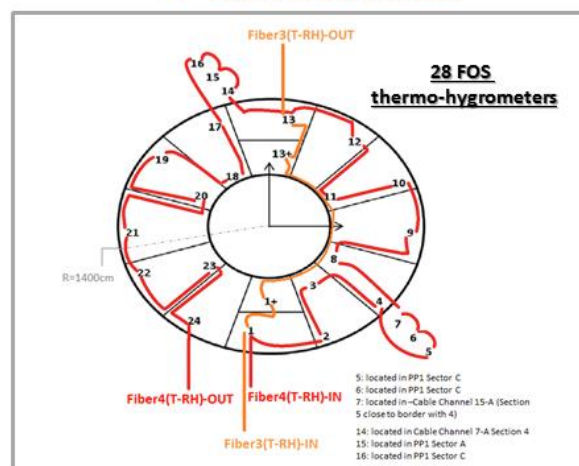 Fiber3(T-RH)-OUT
28 FOS
thermo-hygrometers
16
15
14
13
12
17
13+
19
18
11
10
20
21
9
8
R=1400cm
22
23
3
1+
4
7
24
1
2
6
5
Fiber4(T-RH)-OUT
Fiber4(T-RH)-IN
Fiber3(T-RH)-IN
5: located in PP1 Sector C
6: located in PP1 Sector C
7: located in –Cable Channel 15-A (Section
5 close to border with 4)
14: located in Cable Channel 7-A Section 4
15: located in PP1 Sector A
16: located in PP1 Sector C